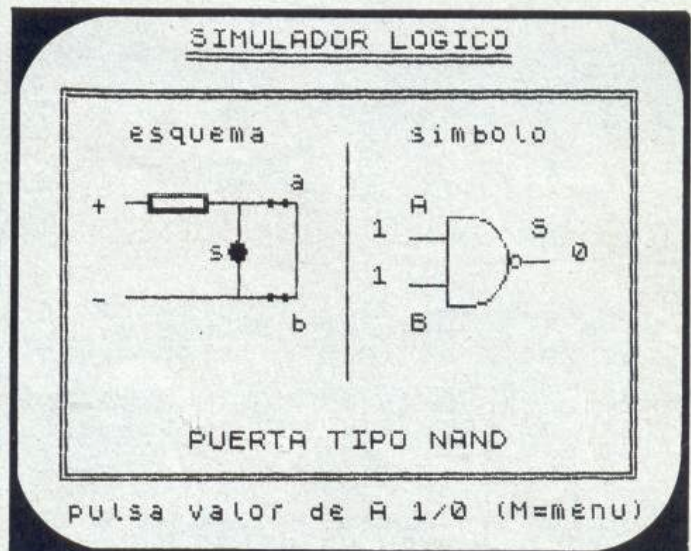 SIMULADOR LOGICO
esquema
simbolo
+
a
s
-
b
A
1
S
0
1
B
PUERTA TIPO NAND
pulsa valor de A 1/0 (M=menu)